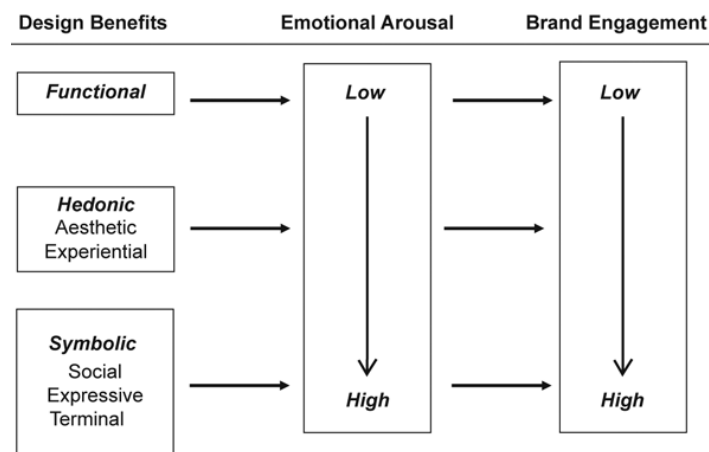 Design Benefits Emotional Arousal Brand Engagement
Functional Low Low
Hedonic
Aesthetic
Experiential
Symbolic
Social
Expressive
Terminal
High High